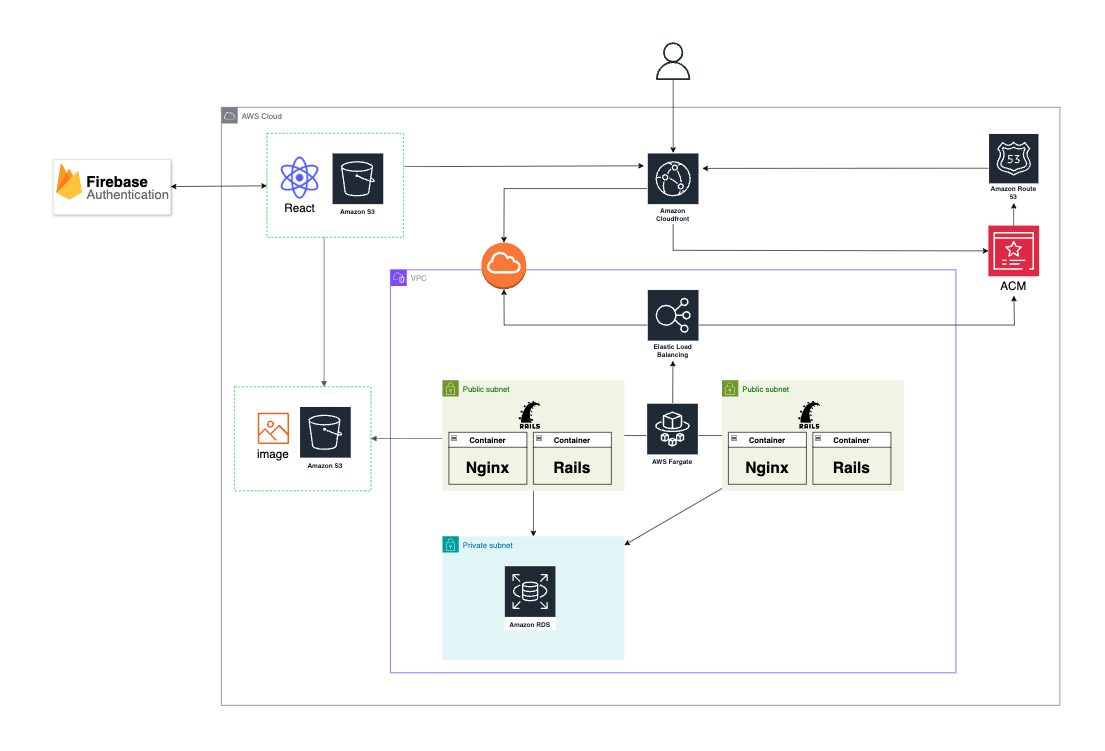 AWS Cloud
Firebase
Authentication
React
Amazon S3
Amazon
Cloudfront
53
Amazon Route
53
ACM
VPC
Elastic Load
Balancing
Public subnet
RAILS
Container
Nginx
Container
Rails
AWS Fargate
Public subnet
RAILS
Container
Nginx
Container
Rails
image
Amazon S3
Private subnet
Amazon RDS